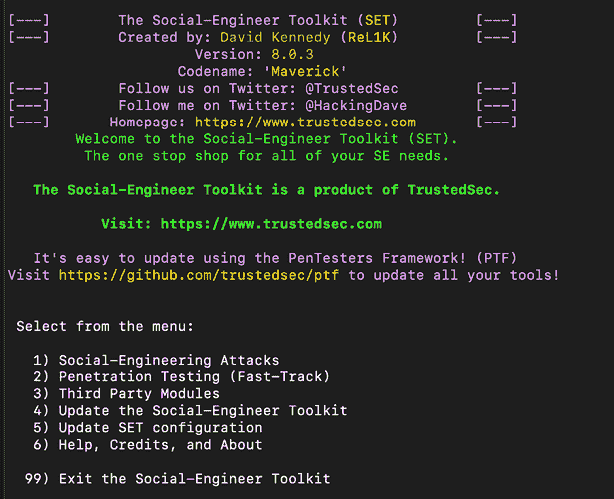 [---]        The Social-Engineer Toolkit (SET)         [---]
[---]        Created by: David Kennedy (ReL1K)         [---]
                      Version: 8.0.3
                    Codename: 'Maverick'
[---]        Follow us on Twitter: @TrustedSec         [---]
[---]        Follow me on Twitter: @HackingDave        [---]
[---]       Homepage: https://www.trustedsec.com       [---]
        Welcome to the Social-Engineer Toolkit (SET).
         The one stop shop for all of your SE needs.
   The Social-Engineer Toolkit is a product of TrustedSec.
           Visit: https://www.trustedsec.com
   It's easy to update using the PenTesters Framework! (PTF)
Visit https://github.com/trustedsec/ptf to update all your tools!
 Select from the menu:
   1) Social-Engineering Attacks
   2) Penetration Testing (Fast-Track)
   3) Third Party Modules
   4) Update the Social-Engineer Toolkit
   5) Update SET configuration
   6) Help, Credits, and About
  99) Exit the Social-Engineer Toolkit